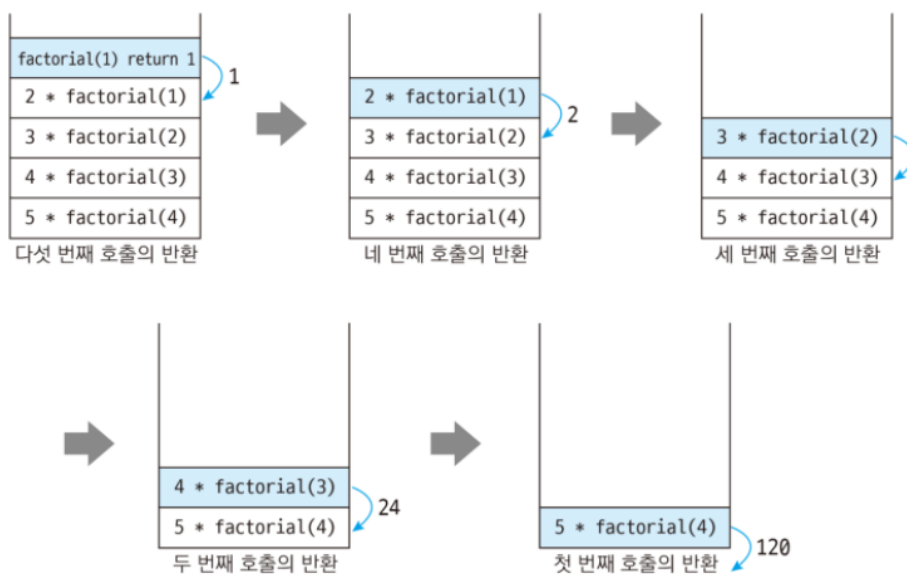 factorial(1) return 1
1
2 * factorial(1)
3 * factorial(2)
4 * factorial(3)
5 * factorial(4)
다섯 번째 호출의 반환
2 * factorial(1)
2
3 * factorial(2)
4 * factorial(3)
5 * factorial(4)
네 번째 호출의 반환
3 * factorial(2)
4 * factorial(3)
5 * factorial(4)
세 번째 호출의 반환
4 * factorial(3)
24
5 * factorial(4)
두 번째 호출의 반환
5 * factorial(4)
120
첫 번째 호출의 반환